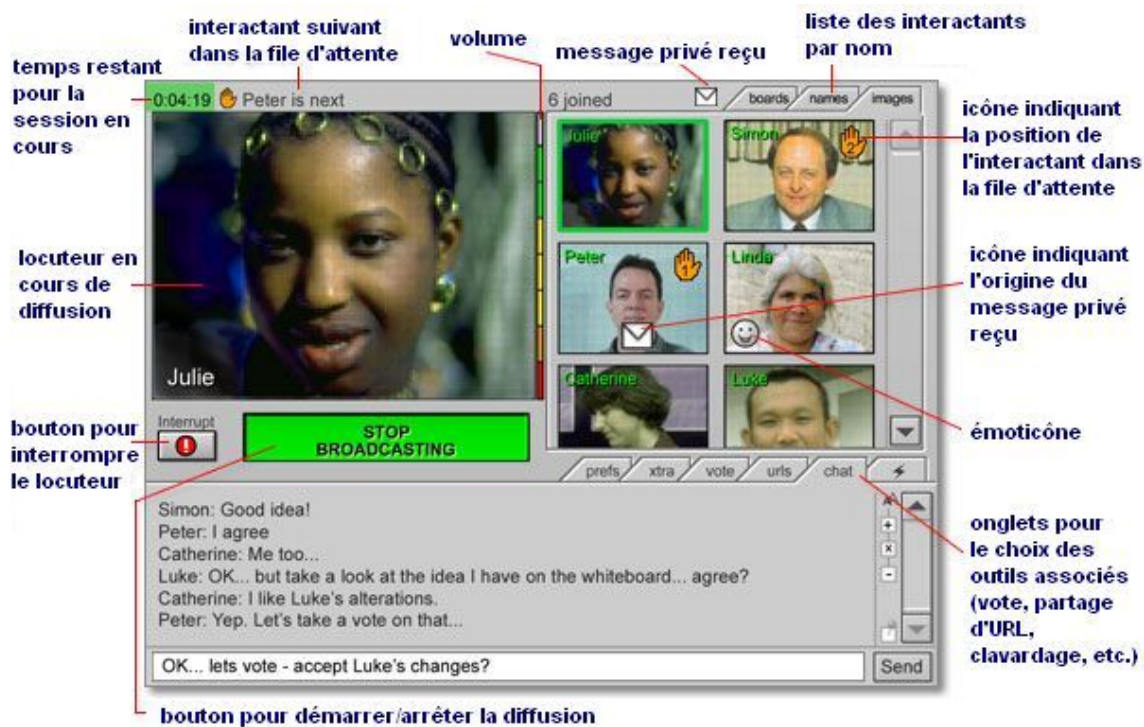 interactant suivant
dans la file d'attente
volume
message privé reçu
liste des interactants
par nom
temps restant
pour la
session en
cours
0:04:19 Peter is next
6 joined
boards names images
icône indiquant
la position de
l'interactant dans
la file d'attente
Julie
Simon
2
Peter
1
Linda
locuteur en
cours de
diffusion
icône indiquant
l'origine du
message privé
reçu
Julie
Catherine
Luke
émoticône
bouton pour
interrompre
le locuteur
Interrupt
STOP
BROADCASTING
prefs xtra vote urls chat
Simon: Good idea!
Peter: I agree
Catherine: Me too...
Luke: OK... but take a look at the idea I have on the whiteboard... agree?
Catherine: I like Luke's alterations.
Peter: Yep. Let's take a vote on that...
onglets pour
le choix des
outils associés
(vote, partage
d'URL,
clavardage, etc.)
OK... lets vote - accept Luke's changes?
Send
bouton pour démarrer/arrêter la diffusion